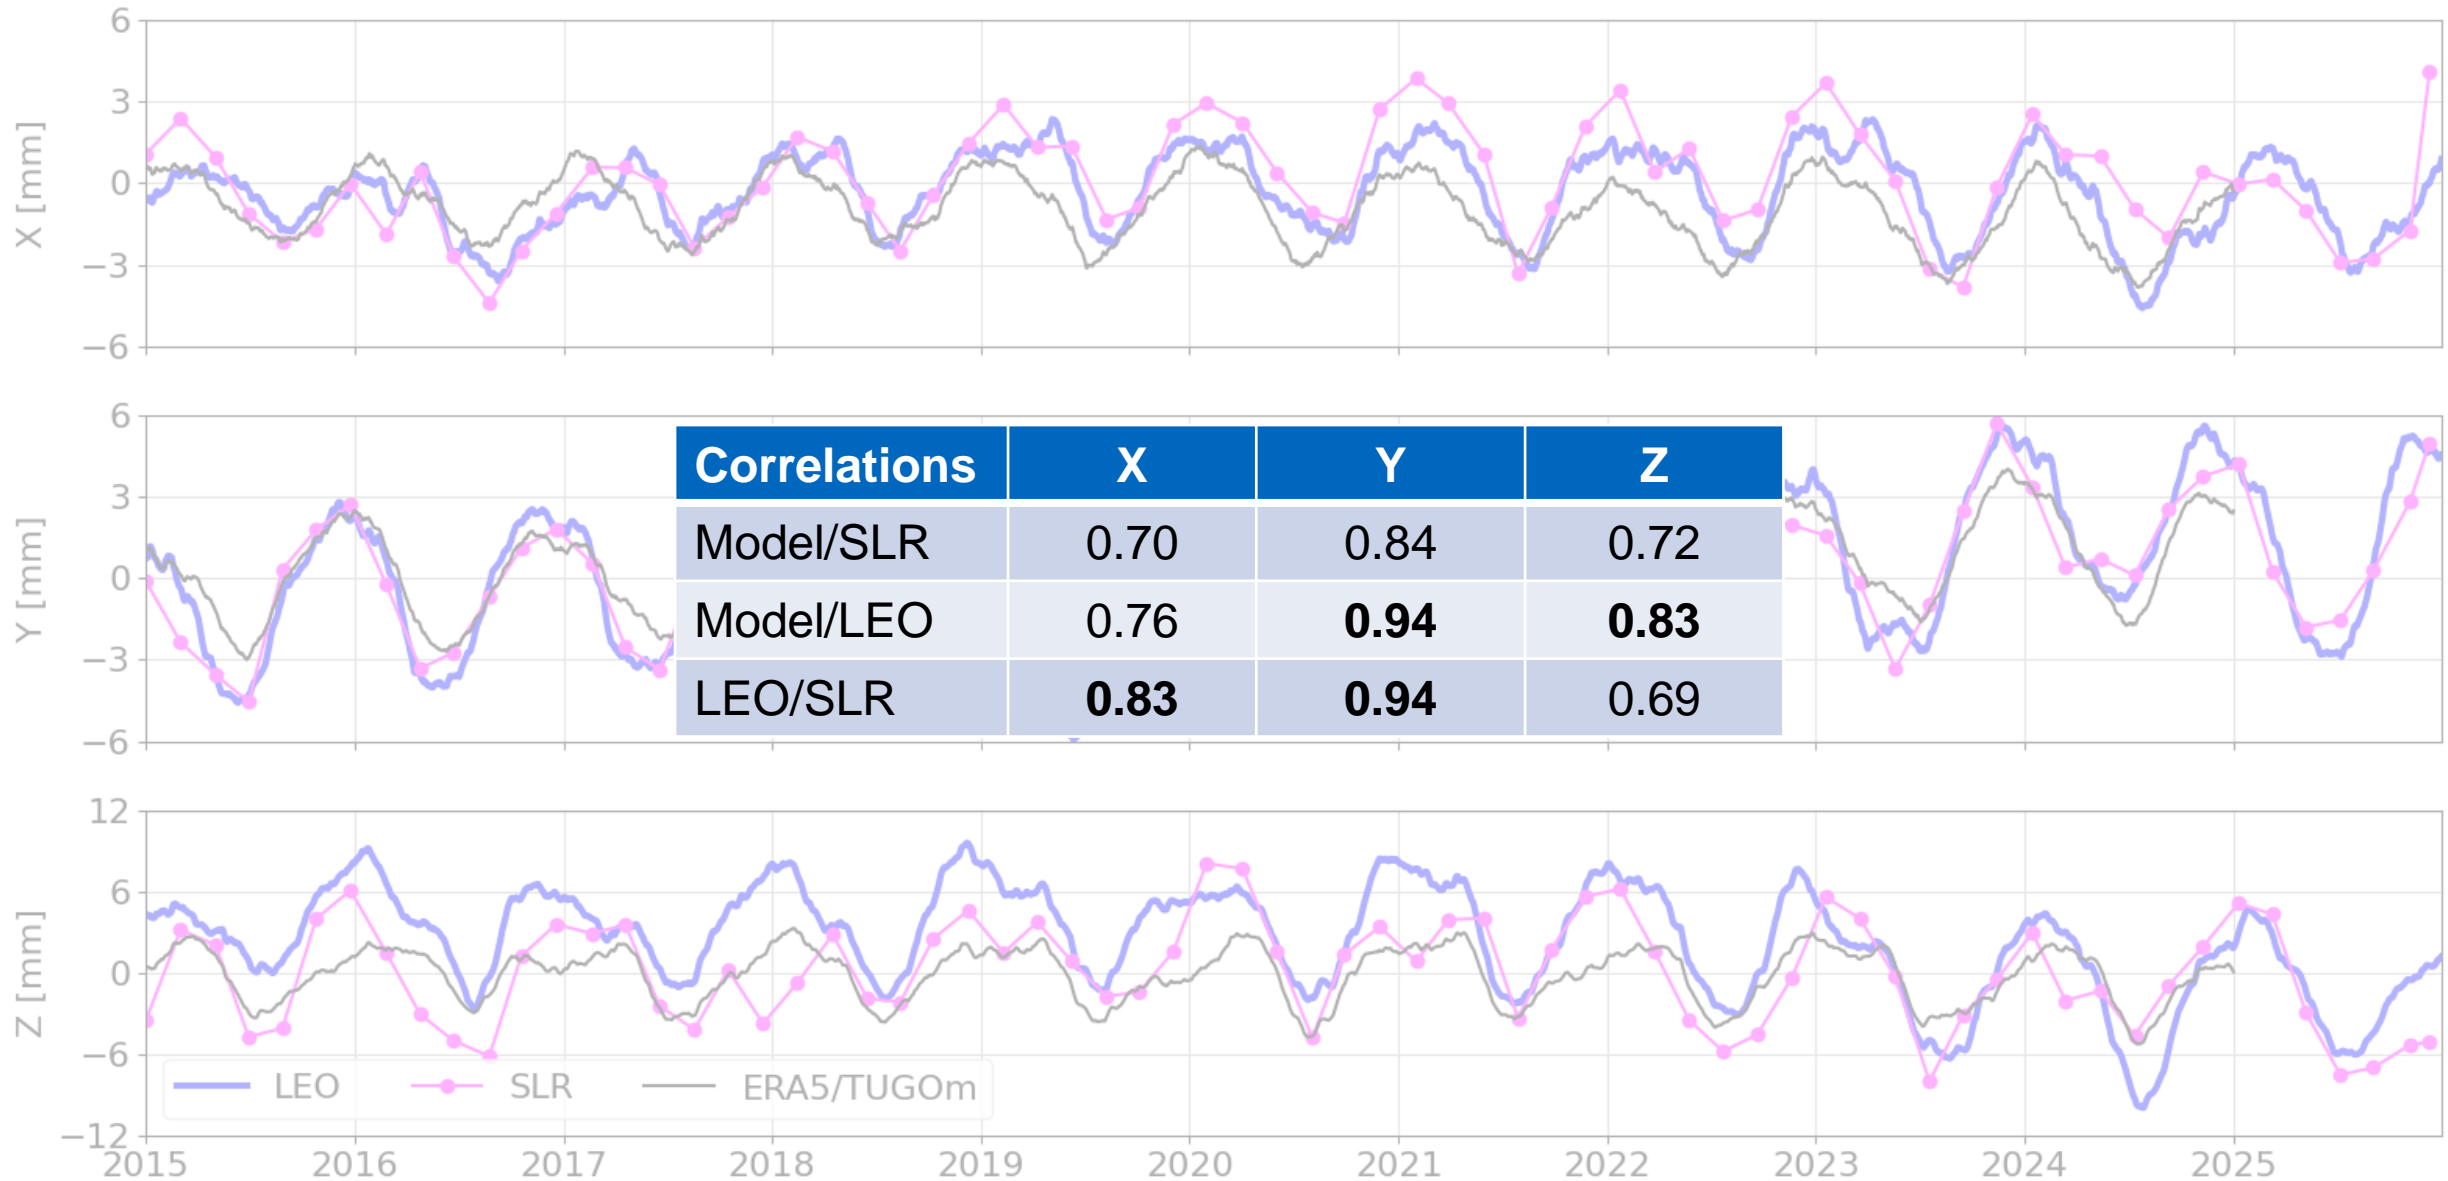 6
3
0
−3
−6
X [mm]
6
3
0
−3
−6
Y [mm]
Correlations X Y Z
Model/SLR 0.70 0.84 0.72
Model/LEO 0.76 0.94 0.83
LEO/SLR 0.83 0.94 0.69
12
6
0
−6
−12
Z [mm]
LEO SLR ERA5/TUGOm
2015 2016 2017 2018 2019 2020 2021 2022 2023 2024 2025